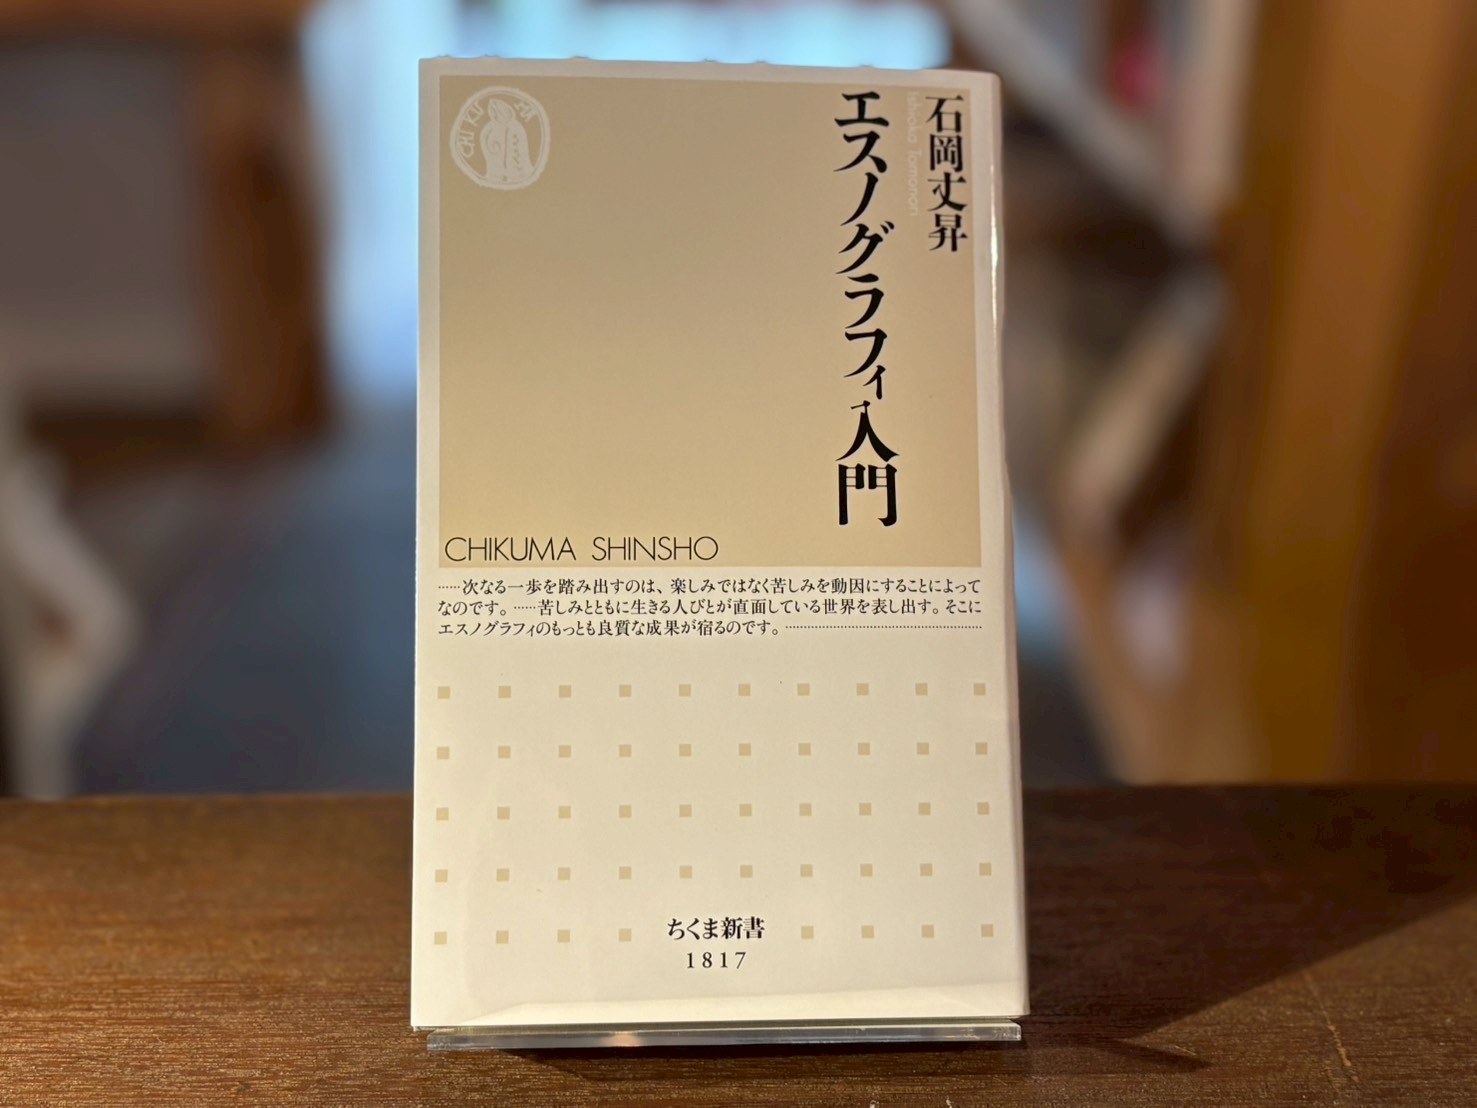 石岡丈昇
Ishioka Tomonori
エスノグラフィ入門
CHIKUMA
CHIKUMA SHINSHO
……次なる一歩を踏み出すのは、楽しみではなく苦しみを動因にすることによって
なのです。……苦しみとともに生きる人びとが直面している世界を表し出す。そこに
エスノグラフィのもっとも良質な成果が宿るのです。……………………………
ちくま新書
1817